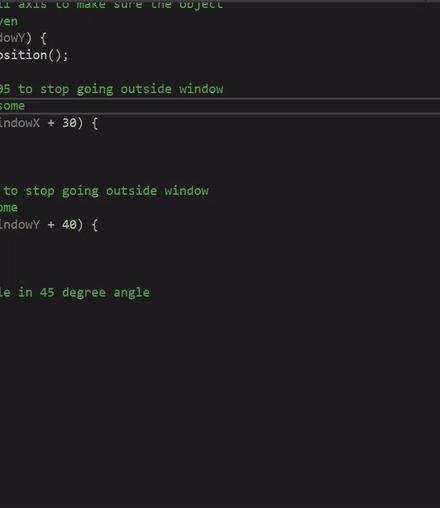 ll axis to make sure the object
ven
dowY) {
osition();
05 to stop going outside window
some
indowX + 30) {
to stop going outside window
ome
indowY + 40) {
le in 45 degree angle